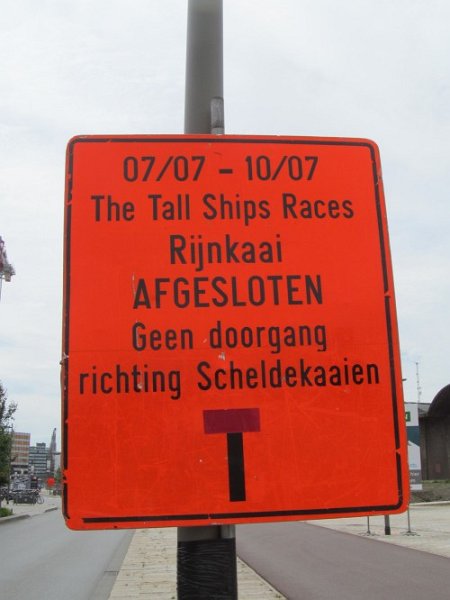 07/07 - 10/07
The Tall Ships Races
Rijnkaai
AFGESLOTEN
Geen doorgang
richting Scheldekaaien